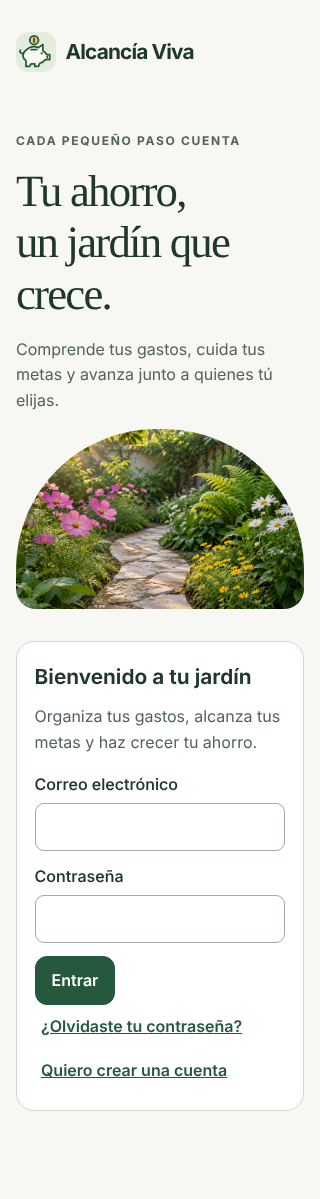 Alcancía Viva
CADA PEQUEÑO PASO CUENTA
Tu ahorro,
un jardín que
crece.
Comprende tus gastos, cuida tus
metas y avanza junto a quienes tú
elijas.
Bienvenido a tu jardín
Organiza tus gastos, alcanza tus
metas y haz crecer tu ahorro.
Correo electrónico
Contraseña
Entrar
¿Olvidaste tu contraseña?
Quiero crear una cuenta